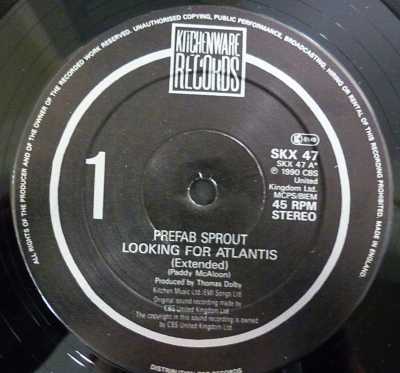 ALL RIGHTS OF THE PRODUCER AND OF THE OWNER OF THE RECORDED WORK RESERVED. UNAUTHORISED COPYING, PUBLIC PERFORMANCE, BROADCASTING, HIRING OR RENTAL OF THIS RECORDING PROHIBITED. MADE IN ENGLAND.
KITCHENWARE
RECORDS
1
SKX 47
SKX 47 A*
℗ 1990 CBS
United
Kingdom Ltd.
MCPS/BIEM
45 RPM
STEREO
PREFAB SPROUT
LOOKING FOR ATLANTIS
(Extended)
(Paddy McAloon)
Produced by Thomas Dolby
Kitchen Music Ltd./EMI Songs Ltd
Original sound recording made by
CBS United Kingdom Ltd.
The copyright in this sound recording is owned by
CBS United Kingdom Ltd
RECORDS